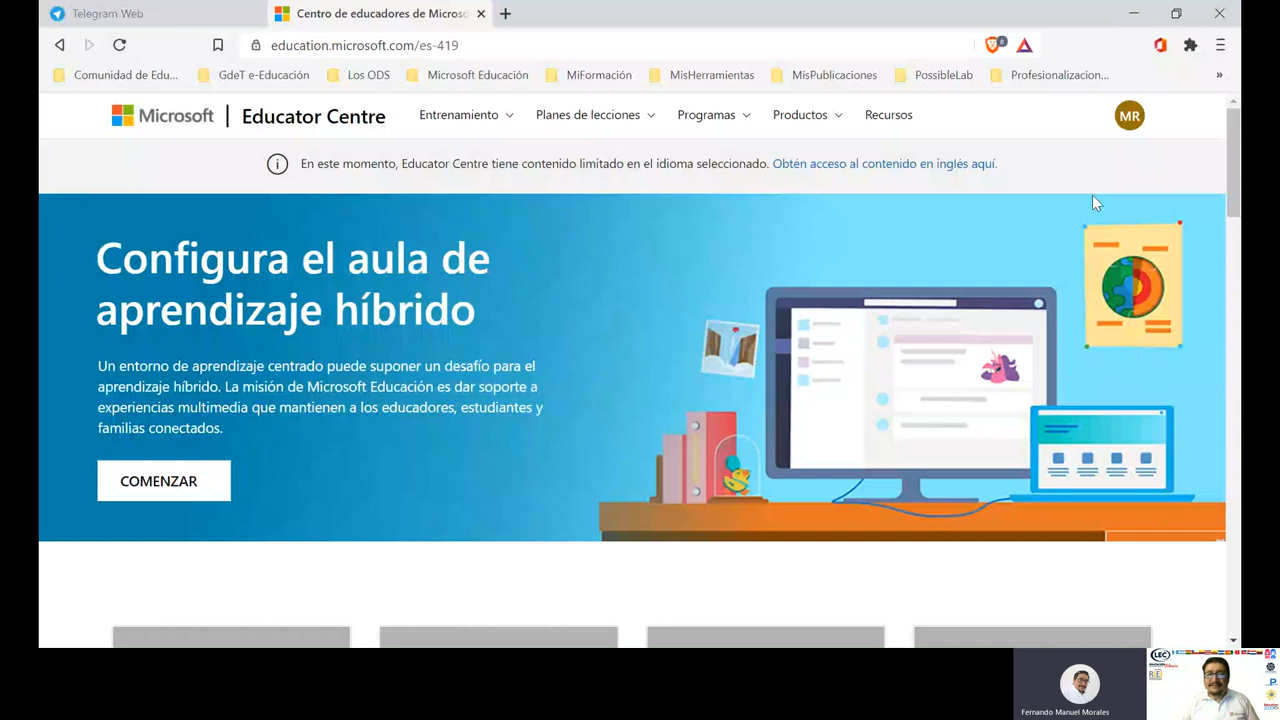 Telegram Web
Centro de educadores de Microso
education.microsoft.com/es-419
8
Comunidad de Edu...
GdeT e-Educación
Los ODS
Microsoft Educación
MiFormación
MisHerramientas
MisPublicaciones
PossibleLab
Profesionalizacion...
»
Microsoft | Educator Centre
Entrenamiento
Planes de lecciones
Programas
Productos
Recursos
MR
En este momento, Educator Centre tiene contenido limitado en el idioma seleccionado. Obtén acceso al contenido en inglés aquí.
Configura el aula de
aprendizaje híbrido
Un entorno de aprendizaje centrado puede suponer un desafío para el
aprendizaje híbrido. La misión de Microsoft Educación es dar soporte a
experiencias multimedia que mantienen a los educadores, estudiantes y
familias conectados.
COMENZAR
Fernando Manuel Morales
LEC
RE